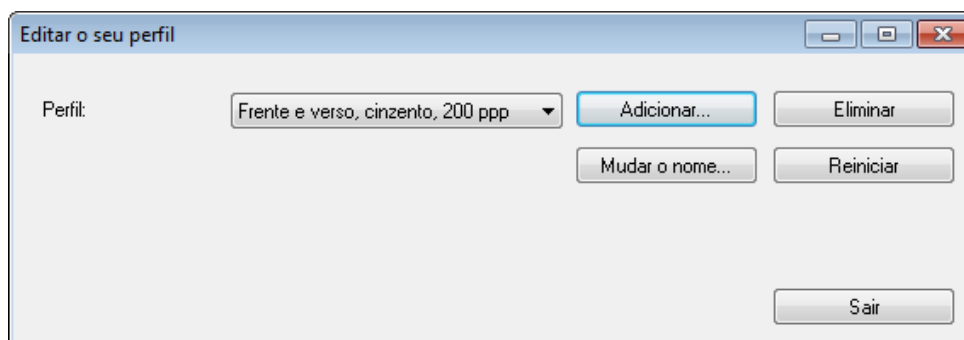 Editar o seu perfil
Perfil: Frente e verso, cinzento, 200 ppp Adicionar... Eliminar
Mudar o nome... Reiniciar
Sair